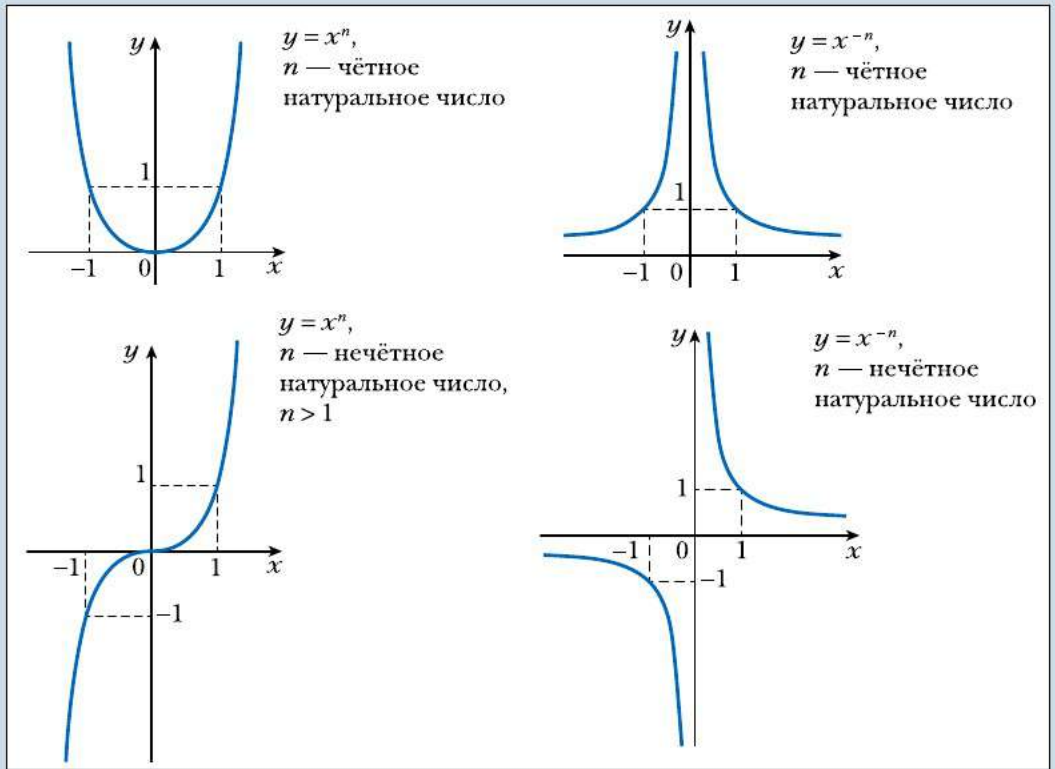 y = xⁿ,
n — чётное
натуральное число
y
1
−1
0
1
x
y = x⁻ⁿ,
n — чётное
натуральное число
y
1
−1
0
1
x
y = xⁿ,
n — нечётное
натуральное число,
n > 1
y
1
−1
0
1
x
−1
y = x⁻ⁿ,
n — нечётное
натуральное число
y
1
−1
0
1
x
−1